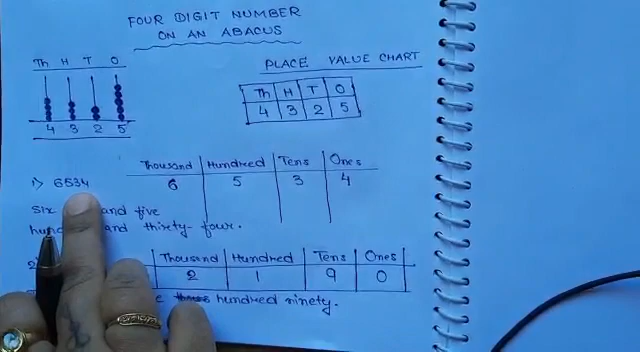 FOUR DIGIT NUMBER
ON AN ABACUS
Th H T O
4 3 2 5
PLACE VALUE CHART
Th H T O
4 3 2 5
Thousand Hundred Tens Ones
1) 6534 6 5 3 4
Six and five
and thirty-four.
Thousand Hundred Tens Ones
2 1 9 0
hundred ninety.